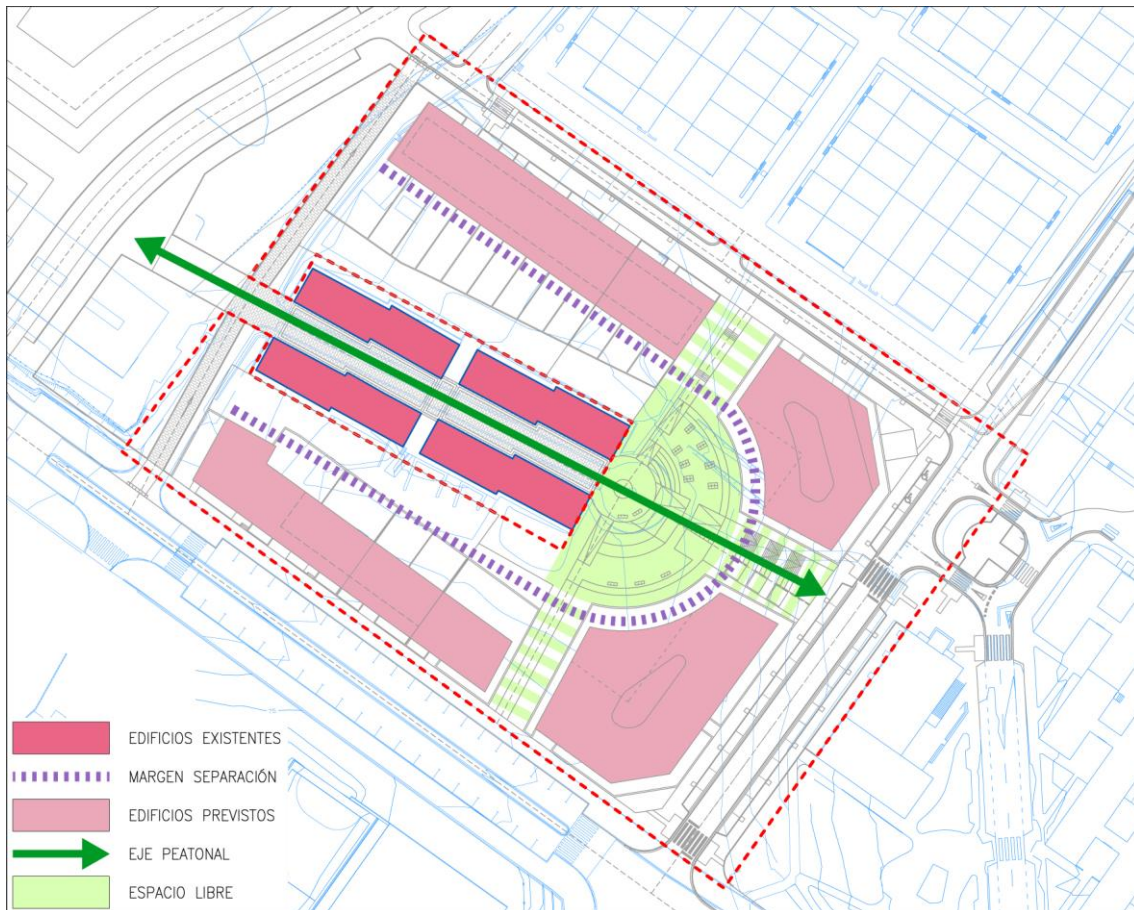 EDIFICIOS EXISTENTES
MARGEN SEPARACIÓN
EDIFICIOS PREVISTOS
EJE PEATONAL
ESPACIO LIBRE